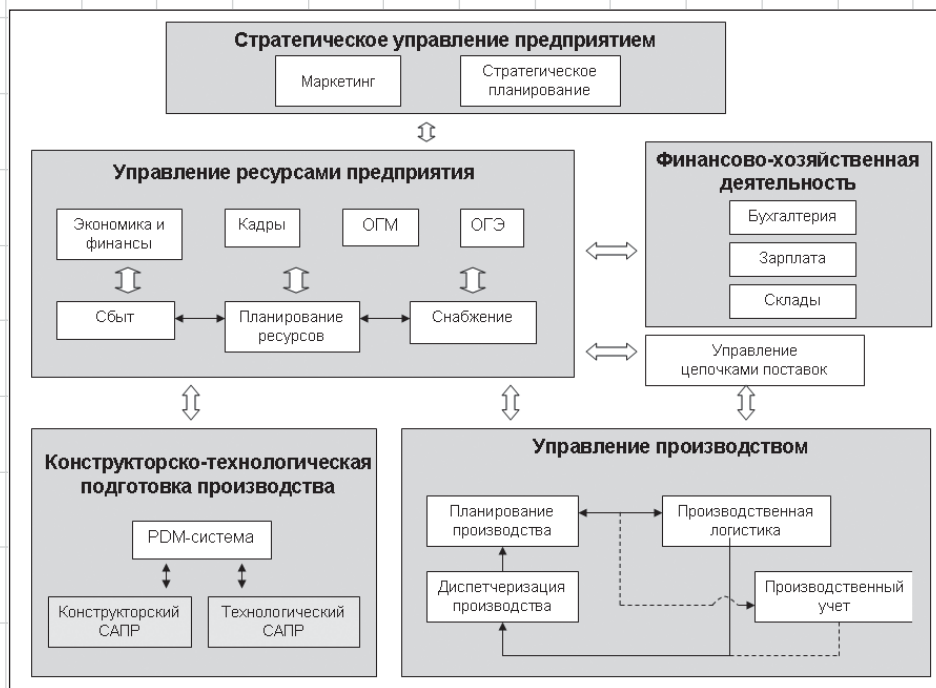 Стратегическое управление предприятием
Маркетинг
Стратегическое
планирование
Управление ресурсами предприятия
Экономика и
финансы
Кадры
ОГМ
ОГЭ
Сбыт
Планирование
ресурсов
Снабжение
Финансово-хозяйственная
деятельность
Бухгалтерия
Зарплата
Склады
Управление
цепочками поставок
Конструкторско-технологическая
подготовка производства
PDM-система
Конструкторский
САПР
Технологический
САПР
Управление производством
Планирование
производства
Производственная
логистика
Диспетчеризация
производства
Производственный
учет